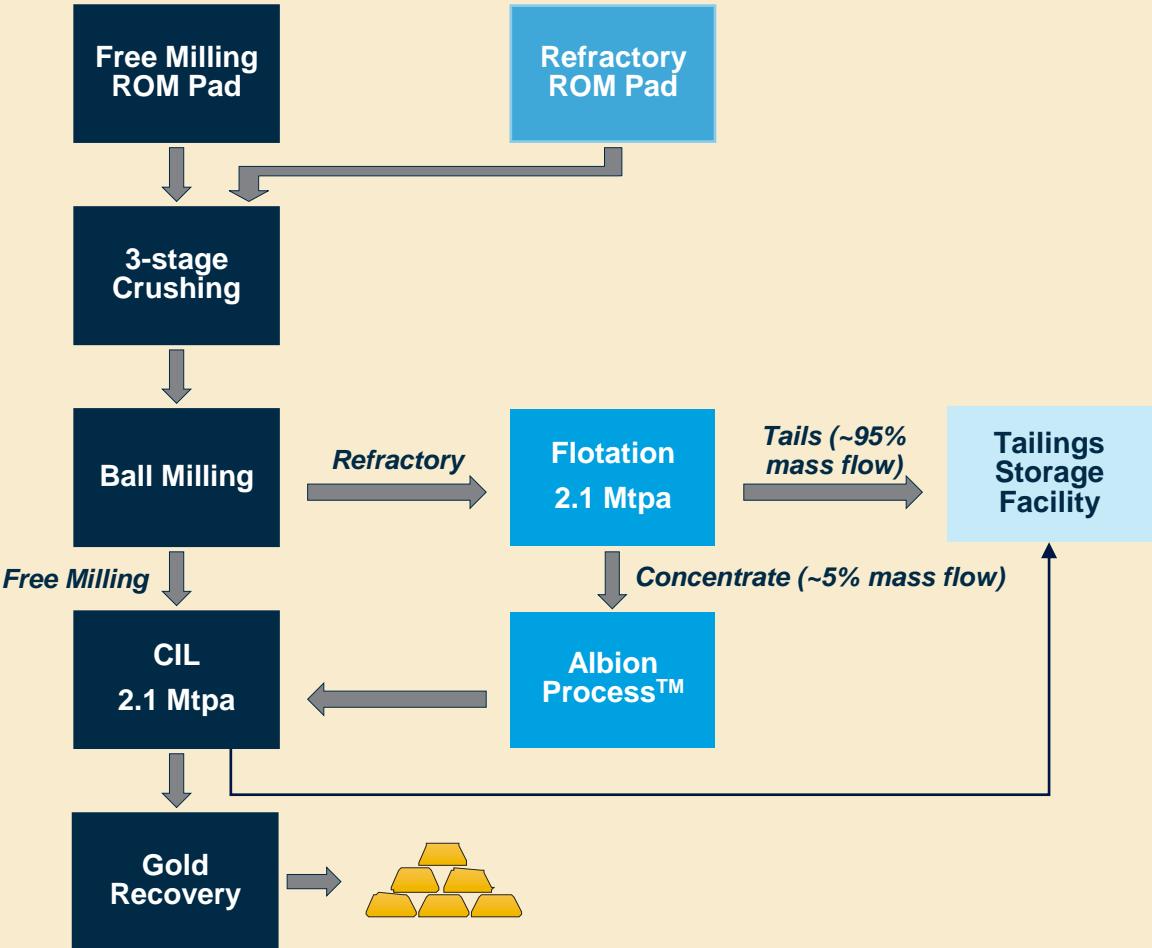 Free Milling
ROM Pad
Refractory
ROM Pad
3-stage
Crushing
Ball Milling
Refractory
Flotation
2.1 Mtpa
Tails (~95%
mass flow)
Tailings
Storage
Facility
Free Milling
Concentrate (~5% mass flow)
CIL
2.1 Mtpa
Albion
Process™
Gold
Recovery